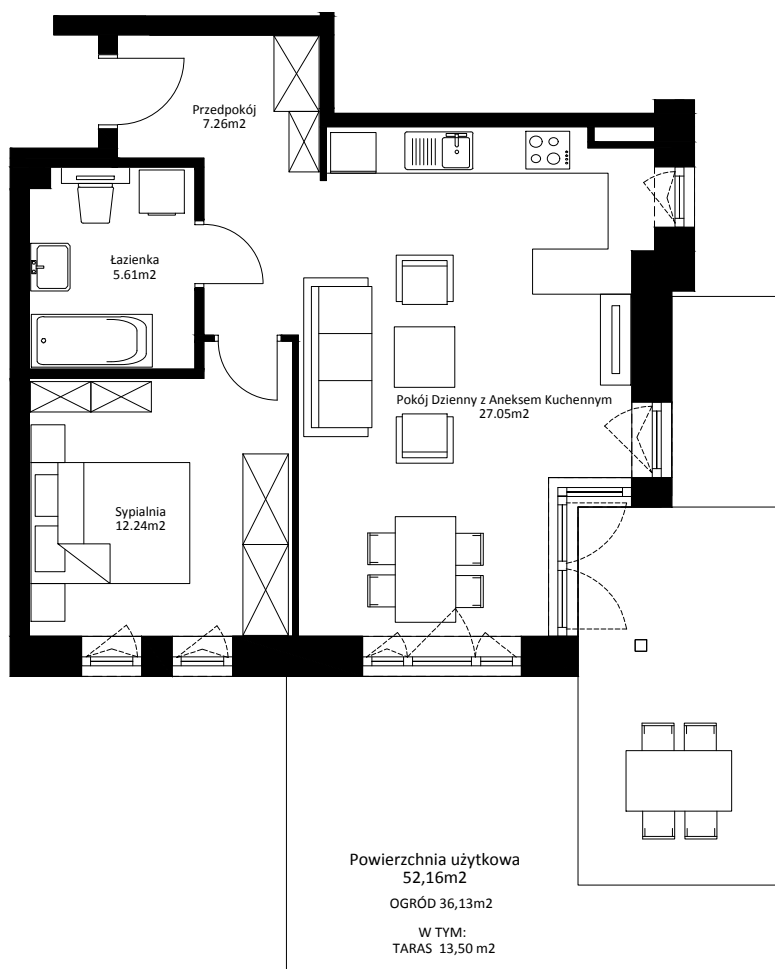 Przedpokój
7.26m2
Łazienka
5.61m2
Pokój Dzienny z Aneksem Kuchennym
27.05m2
Sypialnia
12.24m2
Powierzchnia użytkowa
52,16m2
OGRÓD 36,13m2
W TYM:
TARAS 13,50 m2